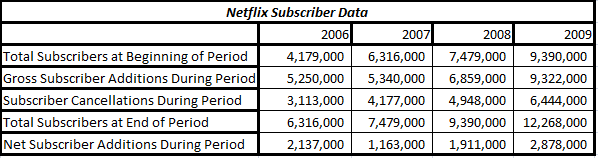 Netflix Subscriber Data
2006 2007 2008 2009
Total Subscribers at Beginning of Period 4,179,000 6,316,000 7,479,000 9,390,000
Gross Subscriber Additions During Period 5,250,000 5,340,000 6,859,000 9,322,000
Subscriber Cancellations During Period 3,113,000 4,177,000 4,948,000 6,444,000
Total Subscribers at End of Period 6,316,000 7,479,000 9,390,000 12,268,000
Net Subscriber Additions During Period 2,137,000 1,163,000 1,911,000 2,878,000